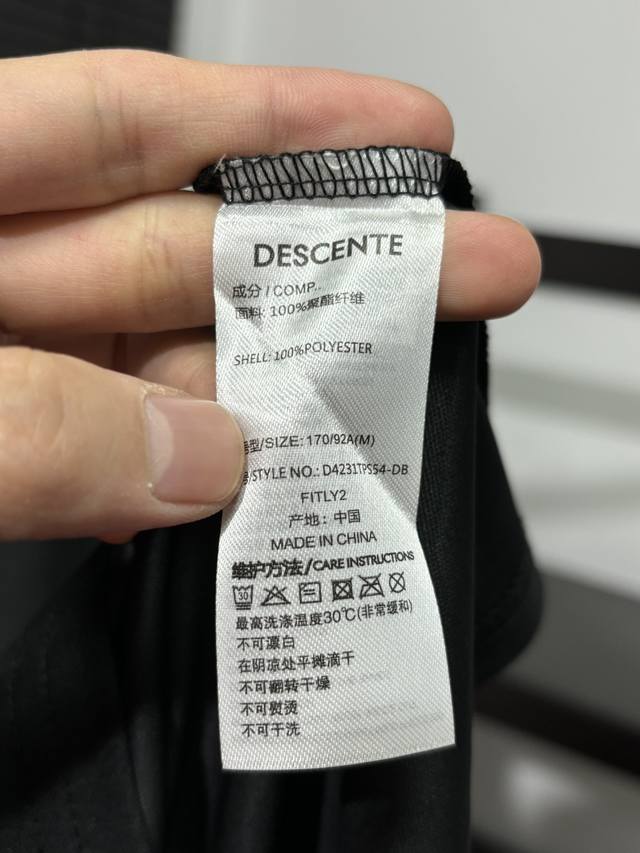 DESCENTE
成分 / COMP..
面料: 100%聚酯纤维
SHELL: 100%POLYESTER
型/SIZE: 170/92A(M)
/STYLE NO.: D4231TPS54-DB
FITLY2
产地: 中国
MADE IN CHINA
维护方法/CARE INSTRUCTIONS
30
最高洗涤温度30℃(非常缓和)
不可漂白
在阴凉处平摊滴干
不可翻转干燥
不可熨烫
不可干洗